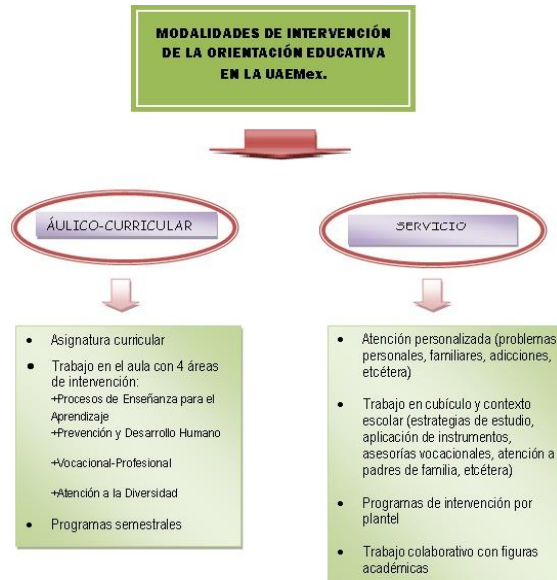 MODALIDADES DE INTERVENCIÓN
DE LA ORIENTACIÓN EDUCATIVA
EN LA UAEMex.
ÁULICO-CURRICULAR
• Asignatura curricular
• Trabajo en el aula con 4 áreas
de intervención:
+Procesos de Enseñanza para el
Aprendizaje
+Prevención y Desarrollo Humano
+Vocacional-Profesional
+Atención a la Diversidad
• Programas semestrales
SERVICIO
• Atención personalizada (problemas
personales, familiares, adicciones,
etcétera)
• Trabajo en cubículo y contexto
escolar (estrategias de estudio,
aplicación de instrumentos,
asesorías vocacionales, atención a
padres de familia, etcétera)
• Programas de intervención por
plantel
• Trabajo colaborativo con figuras
académicas